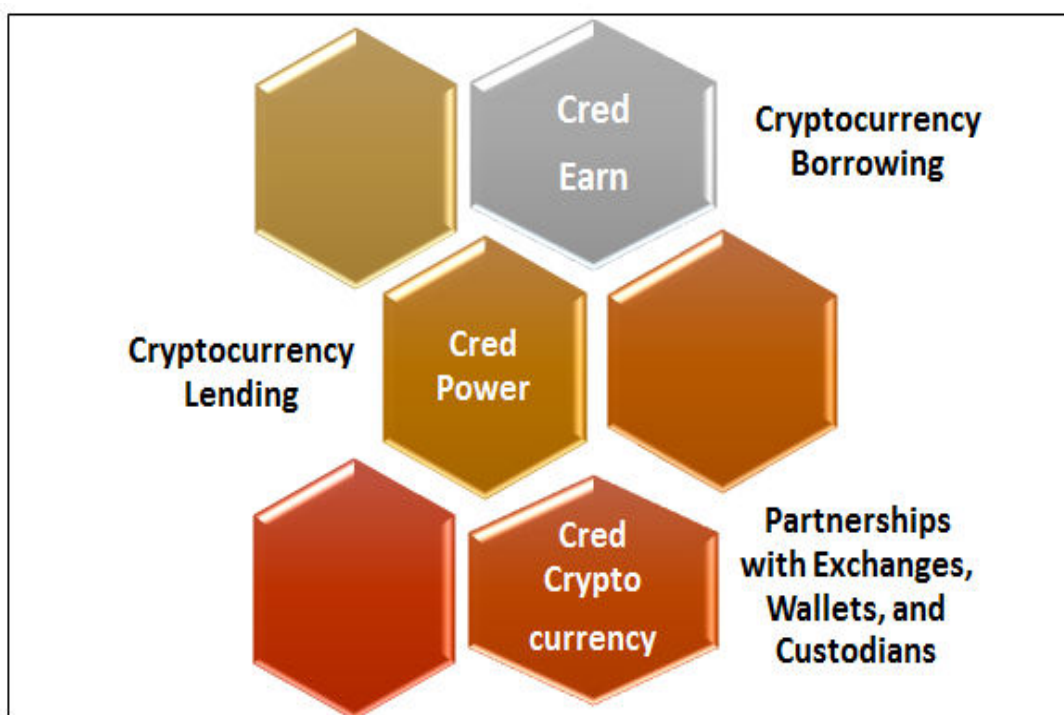 Cred
Earn
Cryptocurrency
Borrowing
Cryptocurrency
Lending
Cred
Power
Cred
Crypto
currency
Partnerships
with Exchanges,
Wallets, and
Custodians